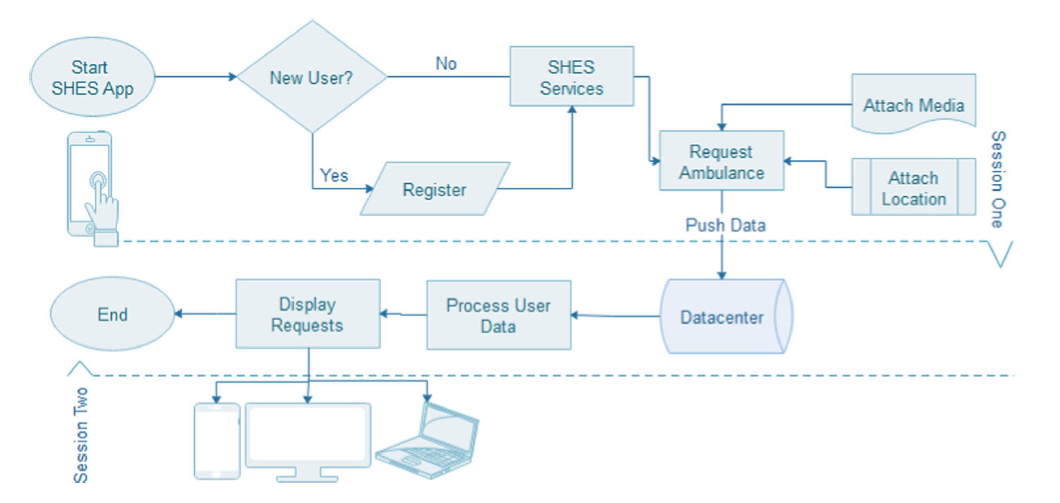 Start
SHES App
New User?
No
SHES
Services
Yes
Register
Request
Ambulance
Attach Media
Attach
Location
Session One
Push Data
End
Display
Requests
Process User
Data
Datacenter
Session Two